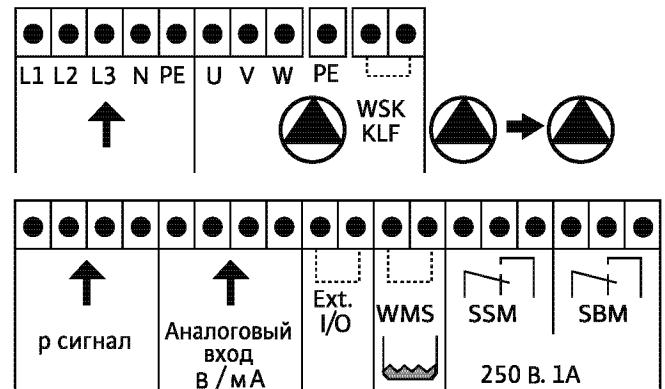 L1 L2 L3 N PE U V W PE
WSK
KLF
р сигнал
Аналоговый
вход
В / мА
Ext.
I/O
WMS
SSM
SBM
250 В. 1А